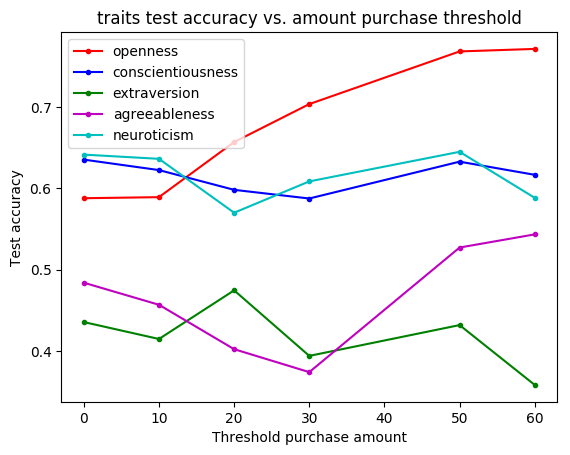 traits test accuracy vs. amount purchase threshold
openness
conscientiousness
extraversion
agreeableness
neuroticism
Test accuracy
0.7
0.6
0.5
0.4
0 10 20 30 40 50 60
Threshold purchase amount